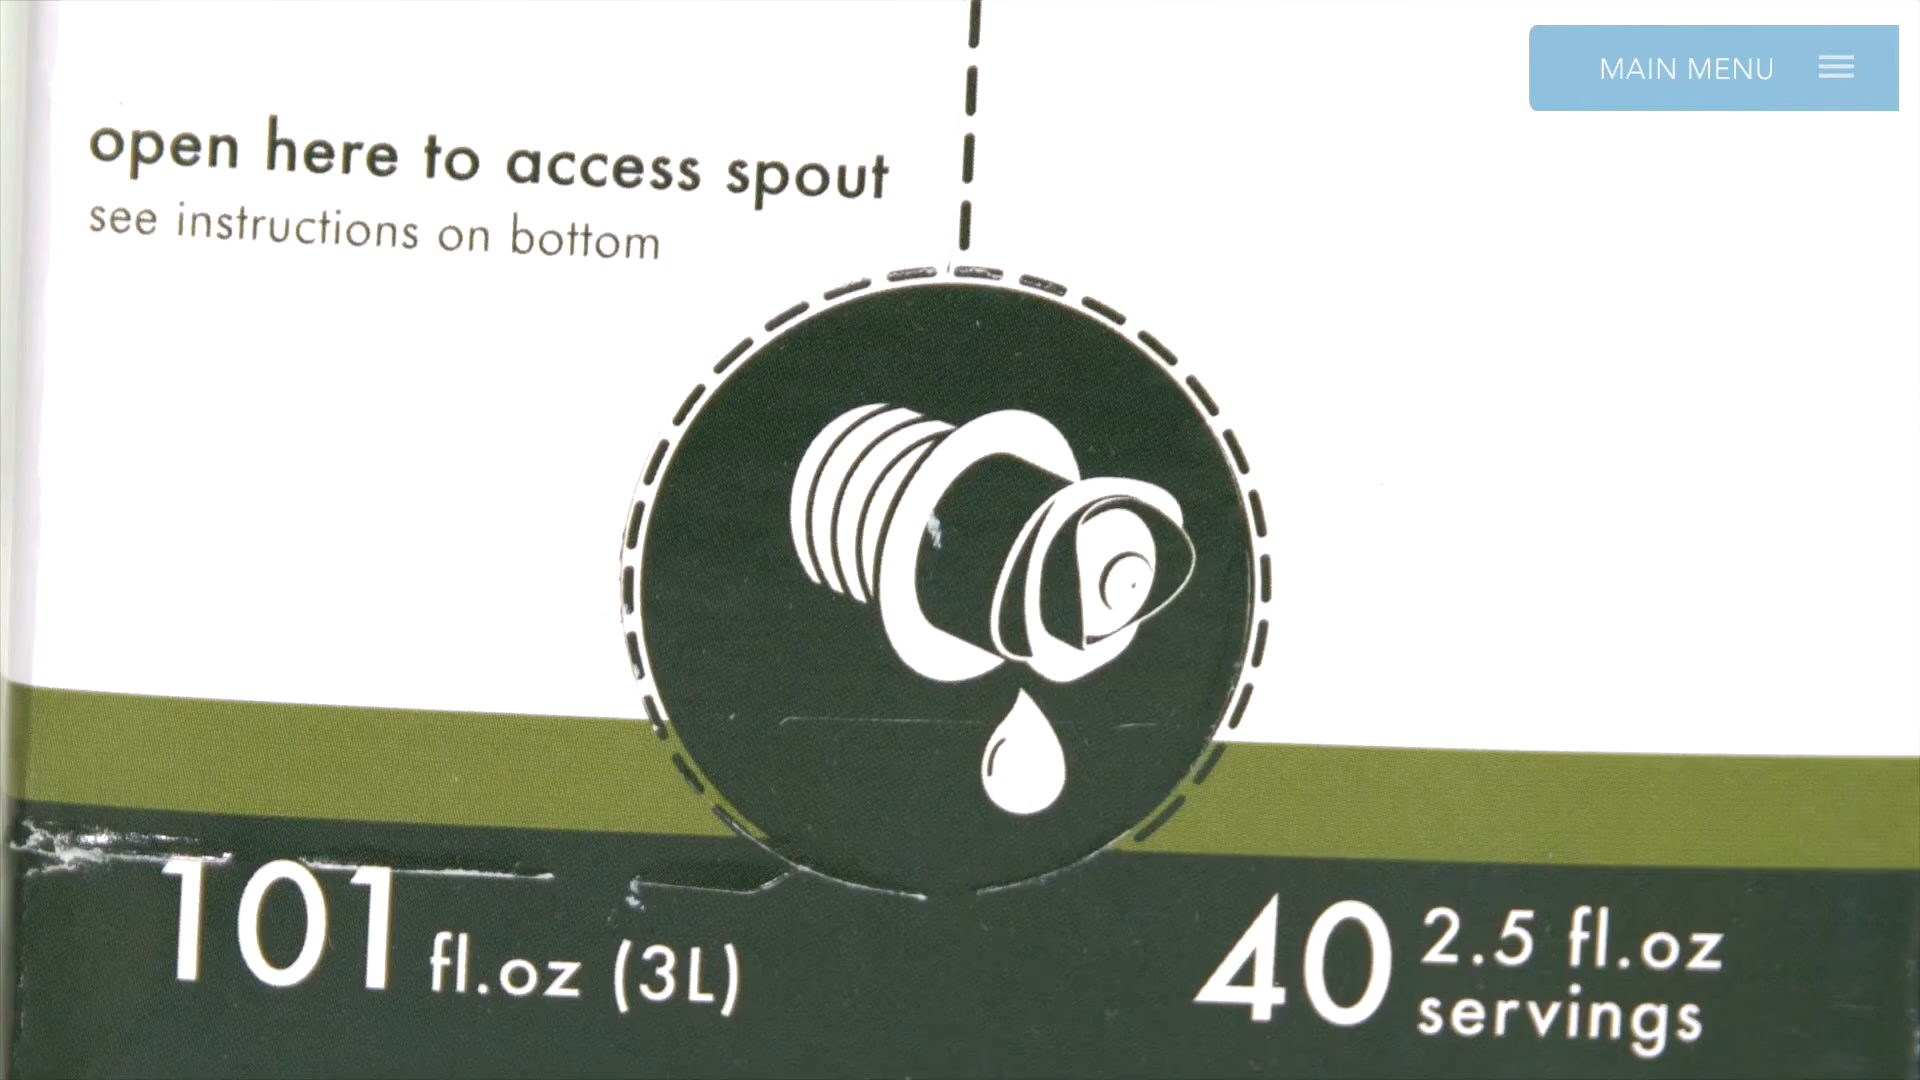 MAIN MENU
open here to access spout
see instructions on bottom
101 fl.oz (3L)
40 2.5 fl.oz
servings